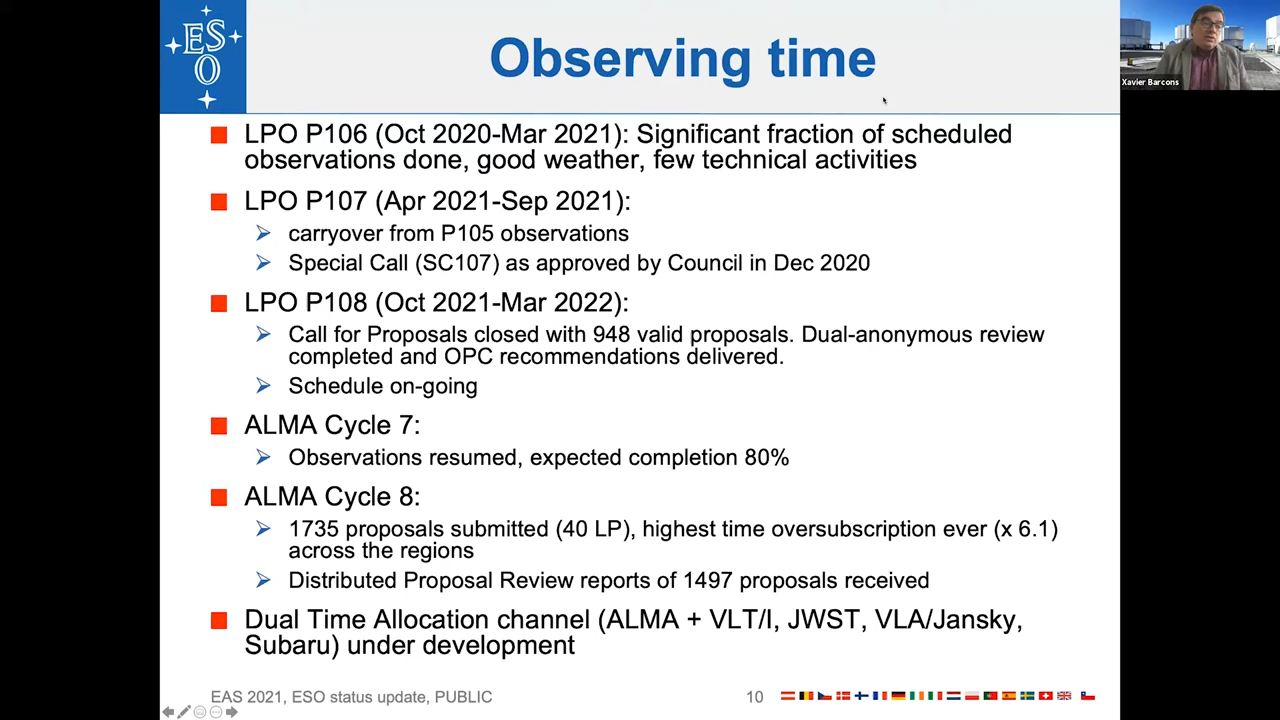 ES
O
Observing time
Xavier Barcons
LPO P106 (Oct 2020-Mar 2021): Significant fraction of scheduled
observations done, good weather, few technical activities
LPO P107 (Apr 2021-Sep 2021):
carryover from P105 observations
Special Call (SC107) as approved by Council in Dec 2020
LPO P108 (Oct 2021-Mar 2022):
Call for Proposals closed with 948 valid proposals. Dual-anonymous review
completed and OPC recommendations delivered.
Schedule on-going
ALMA Cycle 7:
Observations resumed, expected completion 80%
ALMA Cycle 8:
1735 proposals submitted (40 LP), highest time oversubscription ever (x 6.1)
across the regions
Distributed Proposal Review reports of 1497 proposals received
Dual Time Allocation channel (ALMA + VLT/I, JWST, VLA/Jansky,
Subaru) under development
EAS 2021, ESO status update, PUBLIC
10